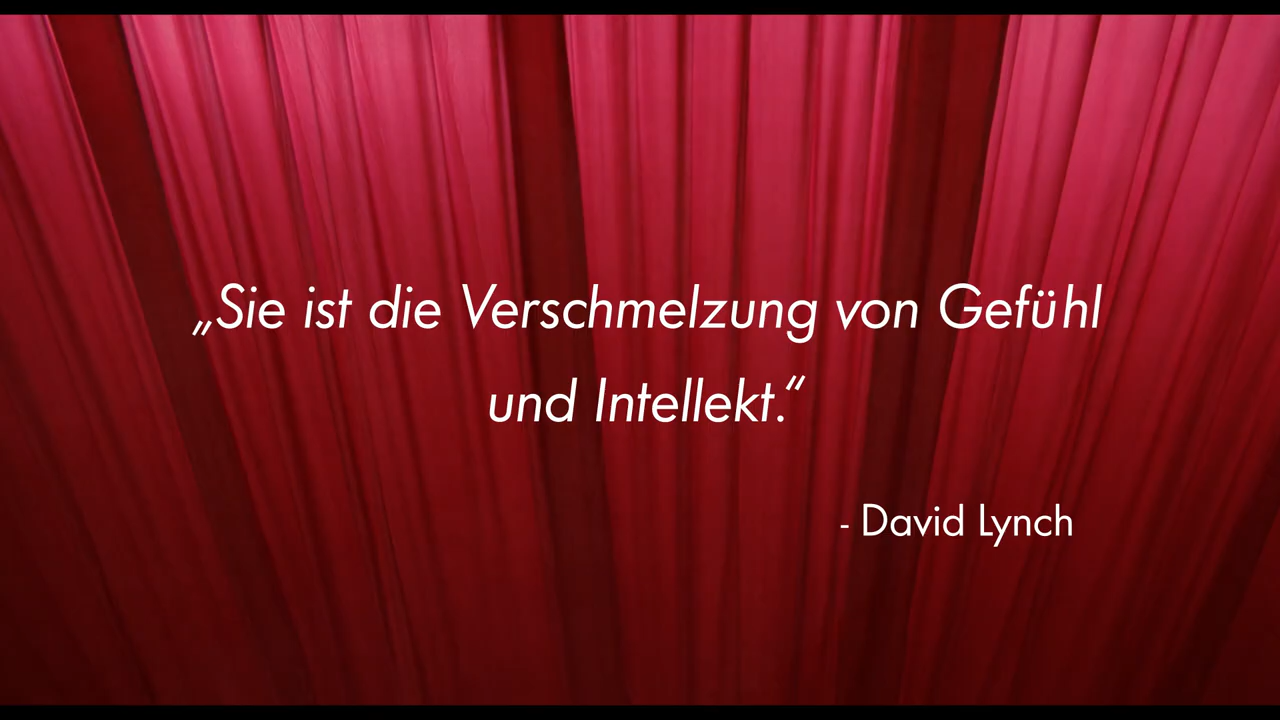 „Sie ist die Verschmelzung von Gefühl
und Intellekt.“
- David Lynch